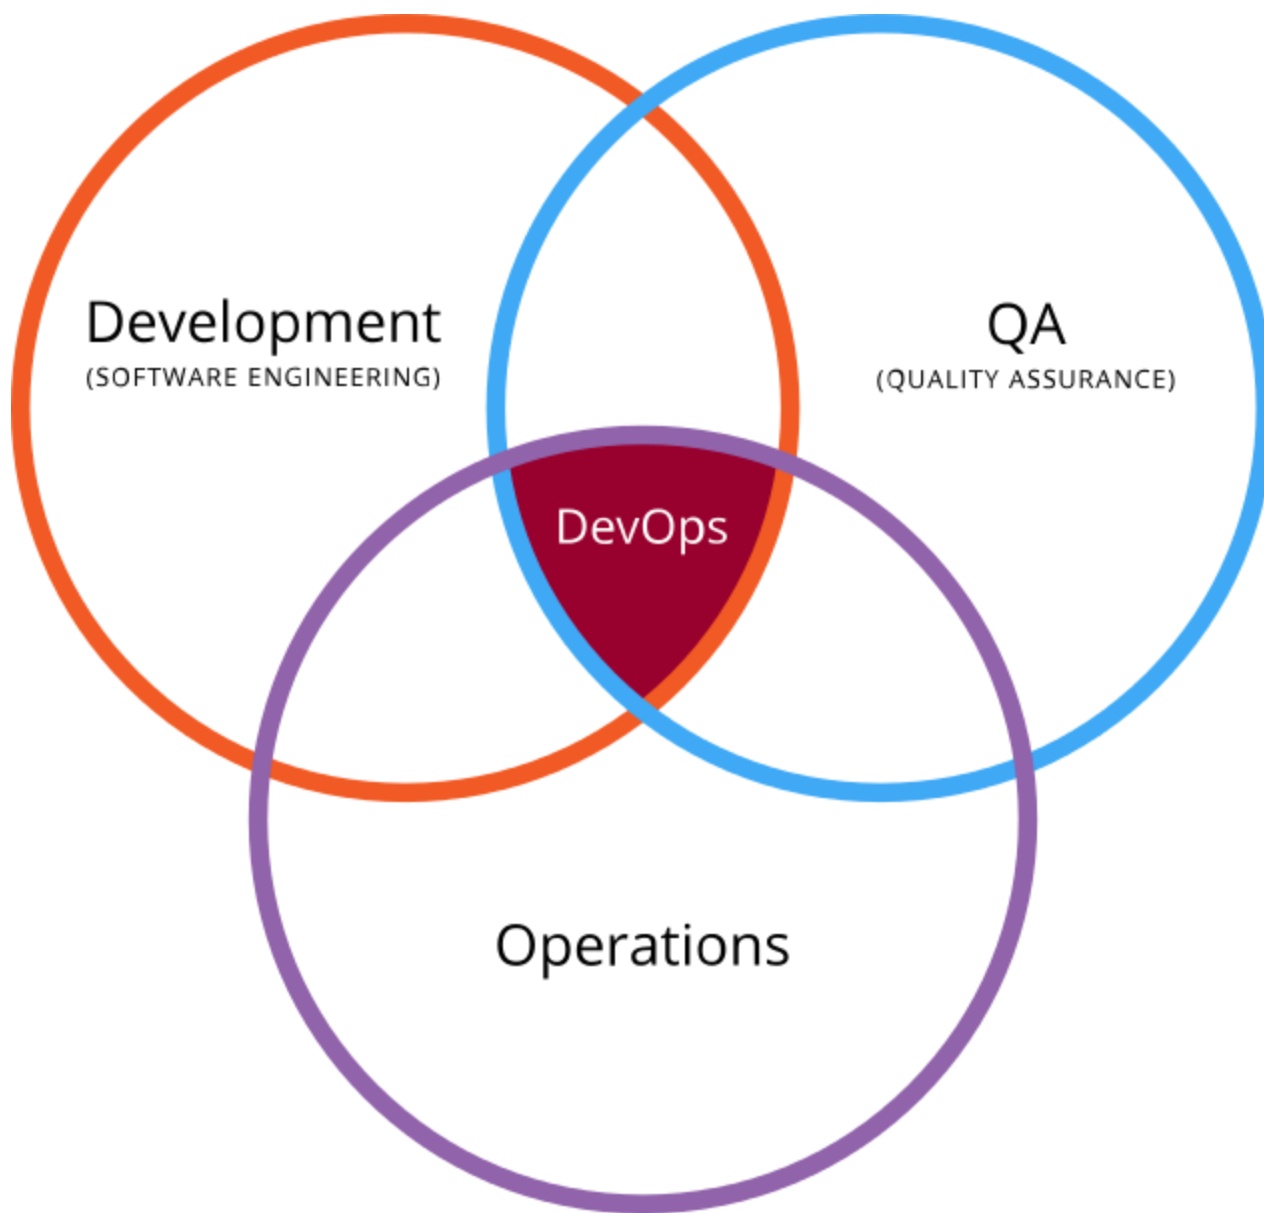 Development
(SOFTWARE ENGINEERING)
QA
(QUALITY ASSURANCE)
DevOps
Operations